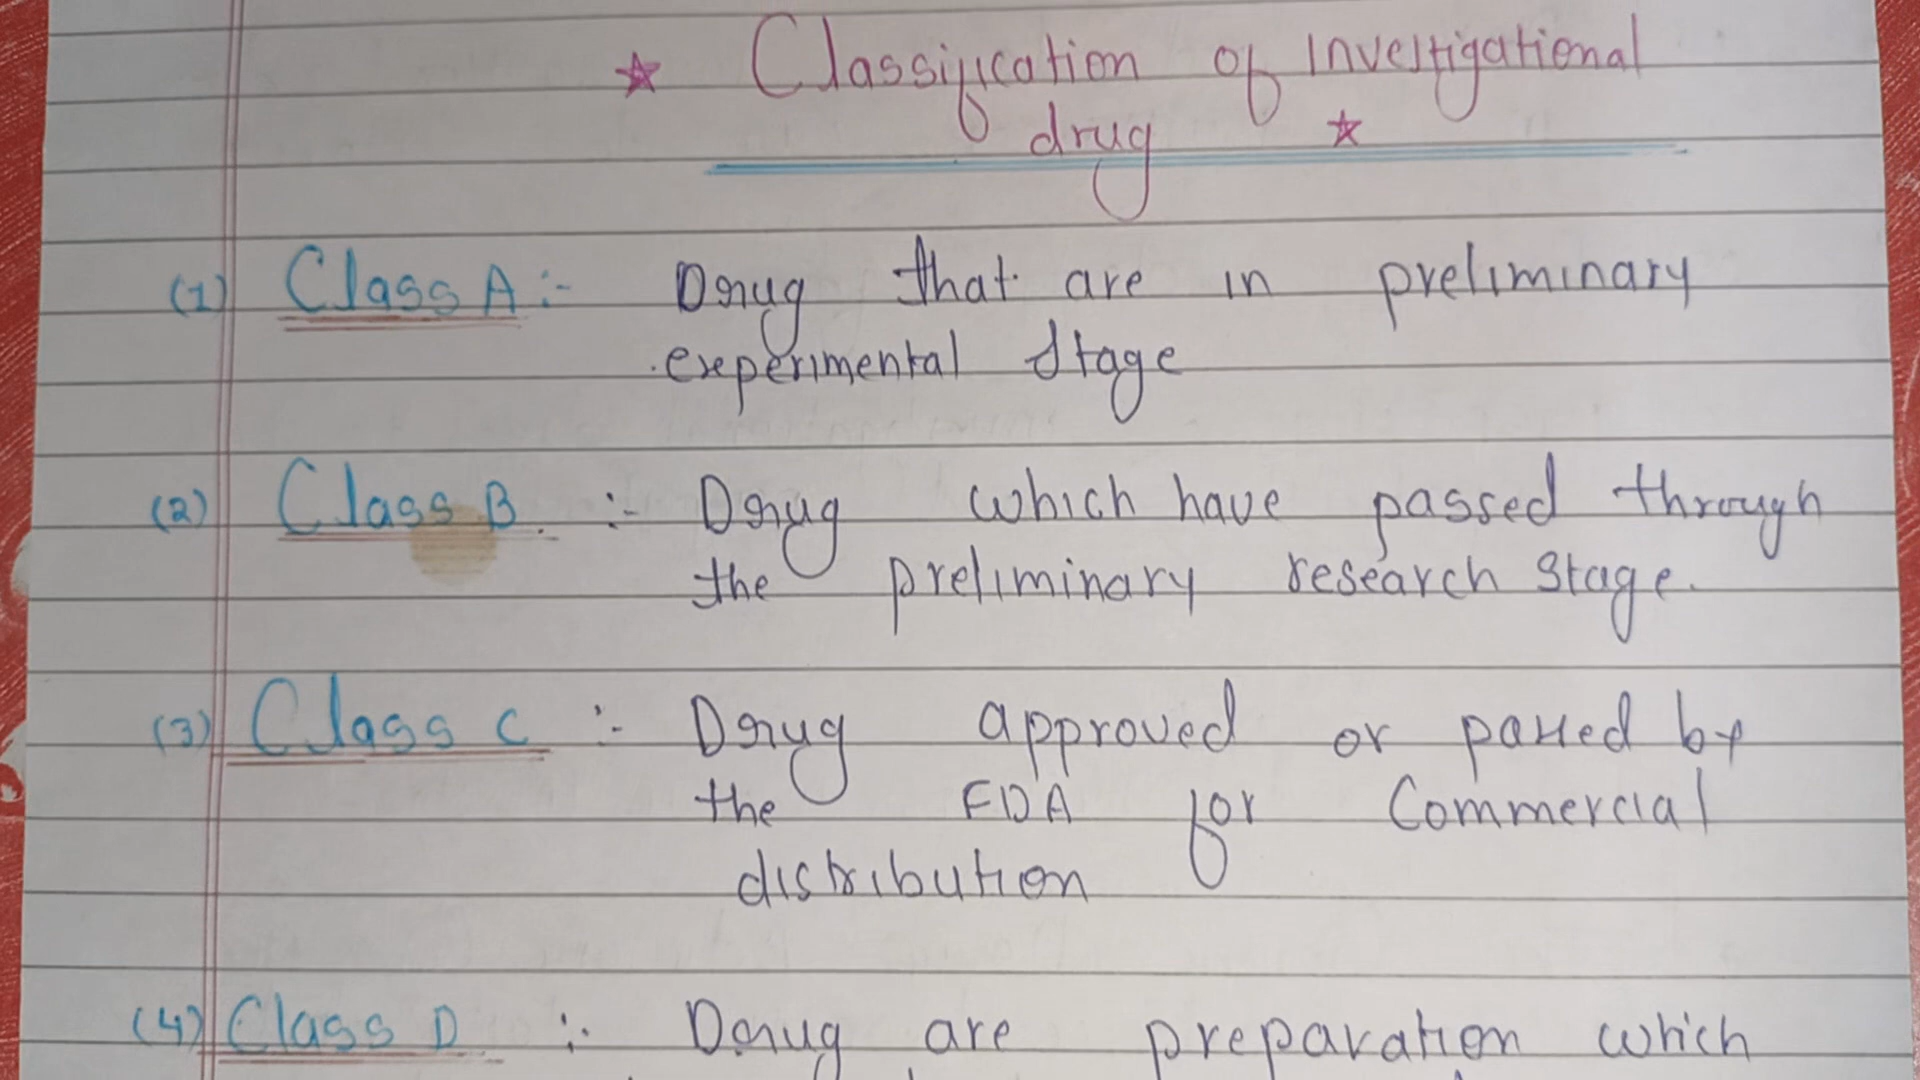 ☆ Classification of Investigational
drug ☆
(1) Class A :- Drug that are in preliminary
experimental Stage
(2) Class B. :- Drug which have passed through
the preliminary research Stage.
(3) Class C :- Drug approved or passed by
the FDA for Commercial
distribution
(4) Class D :- Drug are preparation which